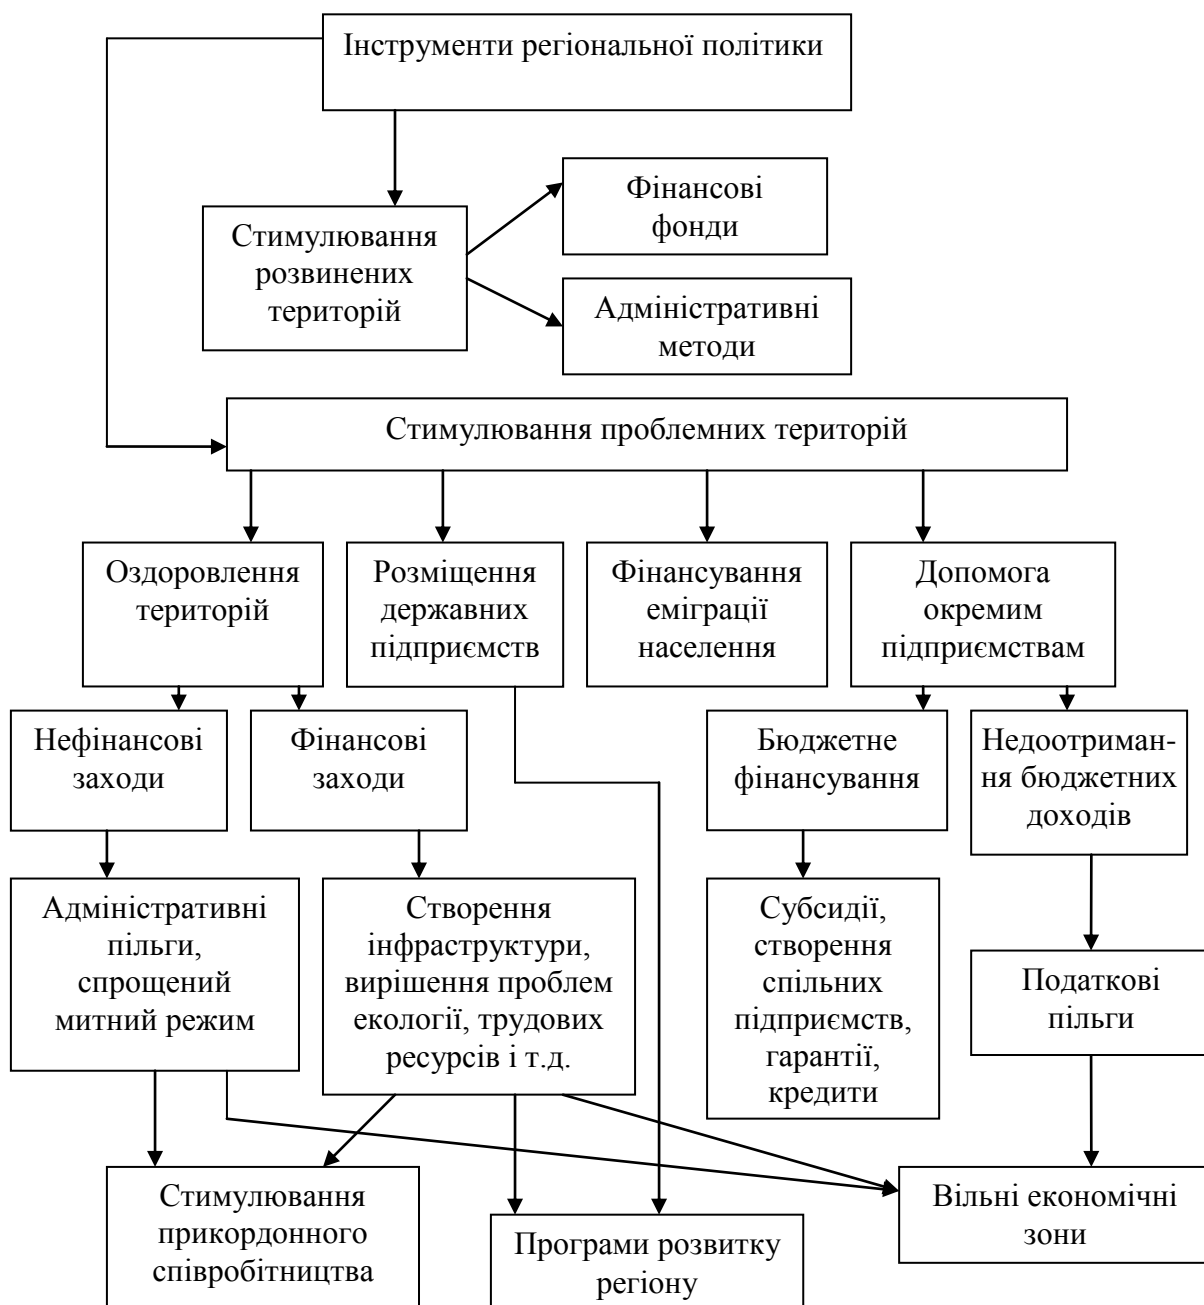 Інструменти регіональної політики
Фінансові
фонди
Стимулювання
розвинених
територій
Адміністративні
методи
Стимулювання проблемних територій
Оздоровлення
територій
Розміщення
державних
підприємств
Фінансування
еміграції
населення
Допомога
окремим
підприємствам
Нефінансові
заходи
Фінансові
заходи
Бюджетне
фінансування
Недоотриман-
ня бюджетних
доходів
Адміністративні
пільги,
спрощений
митний режим
Створення
інфраструктури,
вирішення проблем
екології, трудових
ресурсів і т.д.
Субсидії,
створення
спільних
підприємств,
гарантії,
кредити
Податкові
пільги
Стимулювання
прикордонного
співробітництва
Програми розвитку
регіону
Вільні економічні
зони